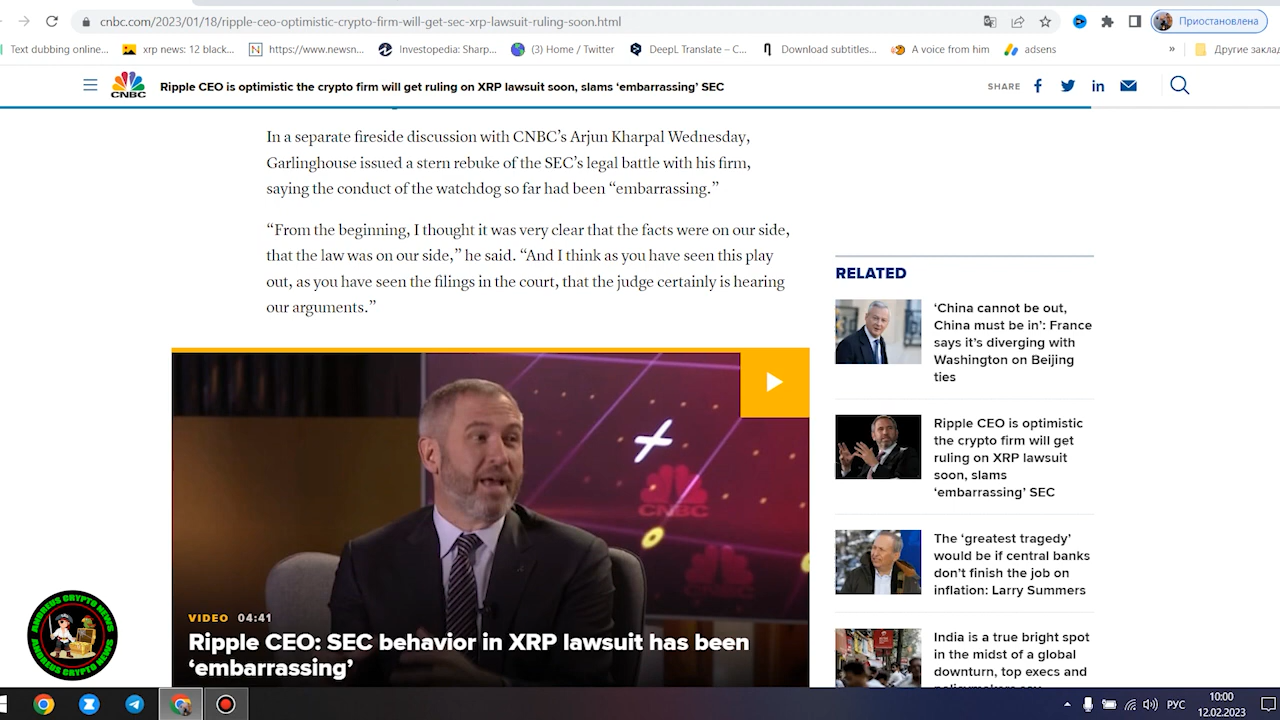 cnbc.com/2023/01/18/ripple-ceo-optimistic-crypto-firm-will-get-sec-xrp-lawsuit-ruling-soon.html
Приостановлена
Text dubbing online...
xrp news: 12 black...
https://www.newsn...
Investopedia: Sharp...
(3) Home / Twitter
DeepL Translate – C...
Download subtitles...
A voice from him
adsens
»
Другие заклад
CNBC
Ripple CEO is optimistic the crypto firm will get ruling on XRP lawsuit soon, slams ‘embarrassing’ SEC
SHARE
In a separate fireside discussion with CNBC’s Arjun Kharpal Wednesday,
Garlinghouse issued a stern rebuke of the SEC’s legal battle with his firm,
saying the conduct of the watchdog so far had been “embarrassing.”
“From the beginning, I thought it was very clear that the facts were on our side,
that the law was on our side,” he said. “And I think as you have seen this play
out, as you have seen the filings in the court, that the judge certainly is hearing
our arguments.”
CNBC
VIDEO 04:41
Ripple CEO: SEC behavior in XRP lawsuit has been
‘embarrassing’
RELATED
‘China cannot be out,
China must be in’: France
says it’s diverging with
Washington on Beijing
ties
Ripple CEO is optimistic
the crypto firm will get
ruling on XRP lawsuit
soon, slams
‘embarrassing’ SEC
The ‘greatest tragedy’
would be if central banks
don’t finish the job on
inflation: Larry Summers
India is a true bright spot
in the midst of a global
downturn, top execs and
ANDREUS CRYPTO NEWS
ANDREUS CRYPTO NEWS
РУС
10:00
12.02.2023